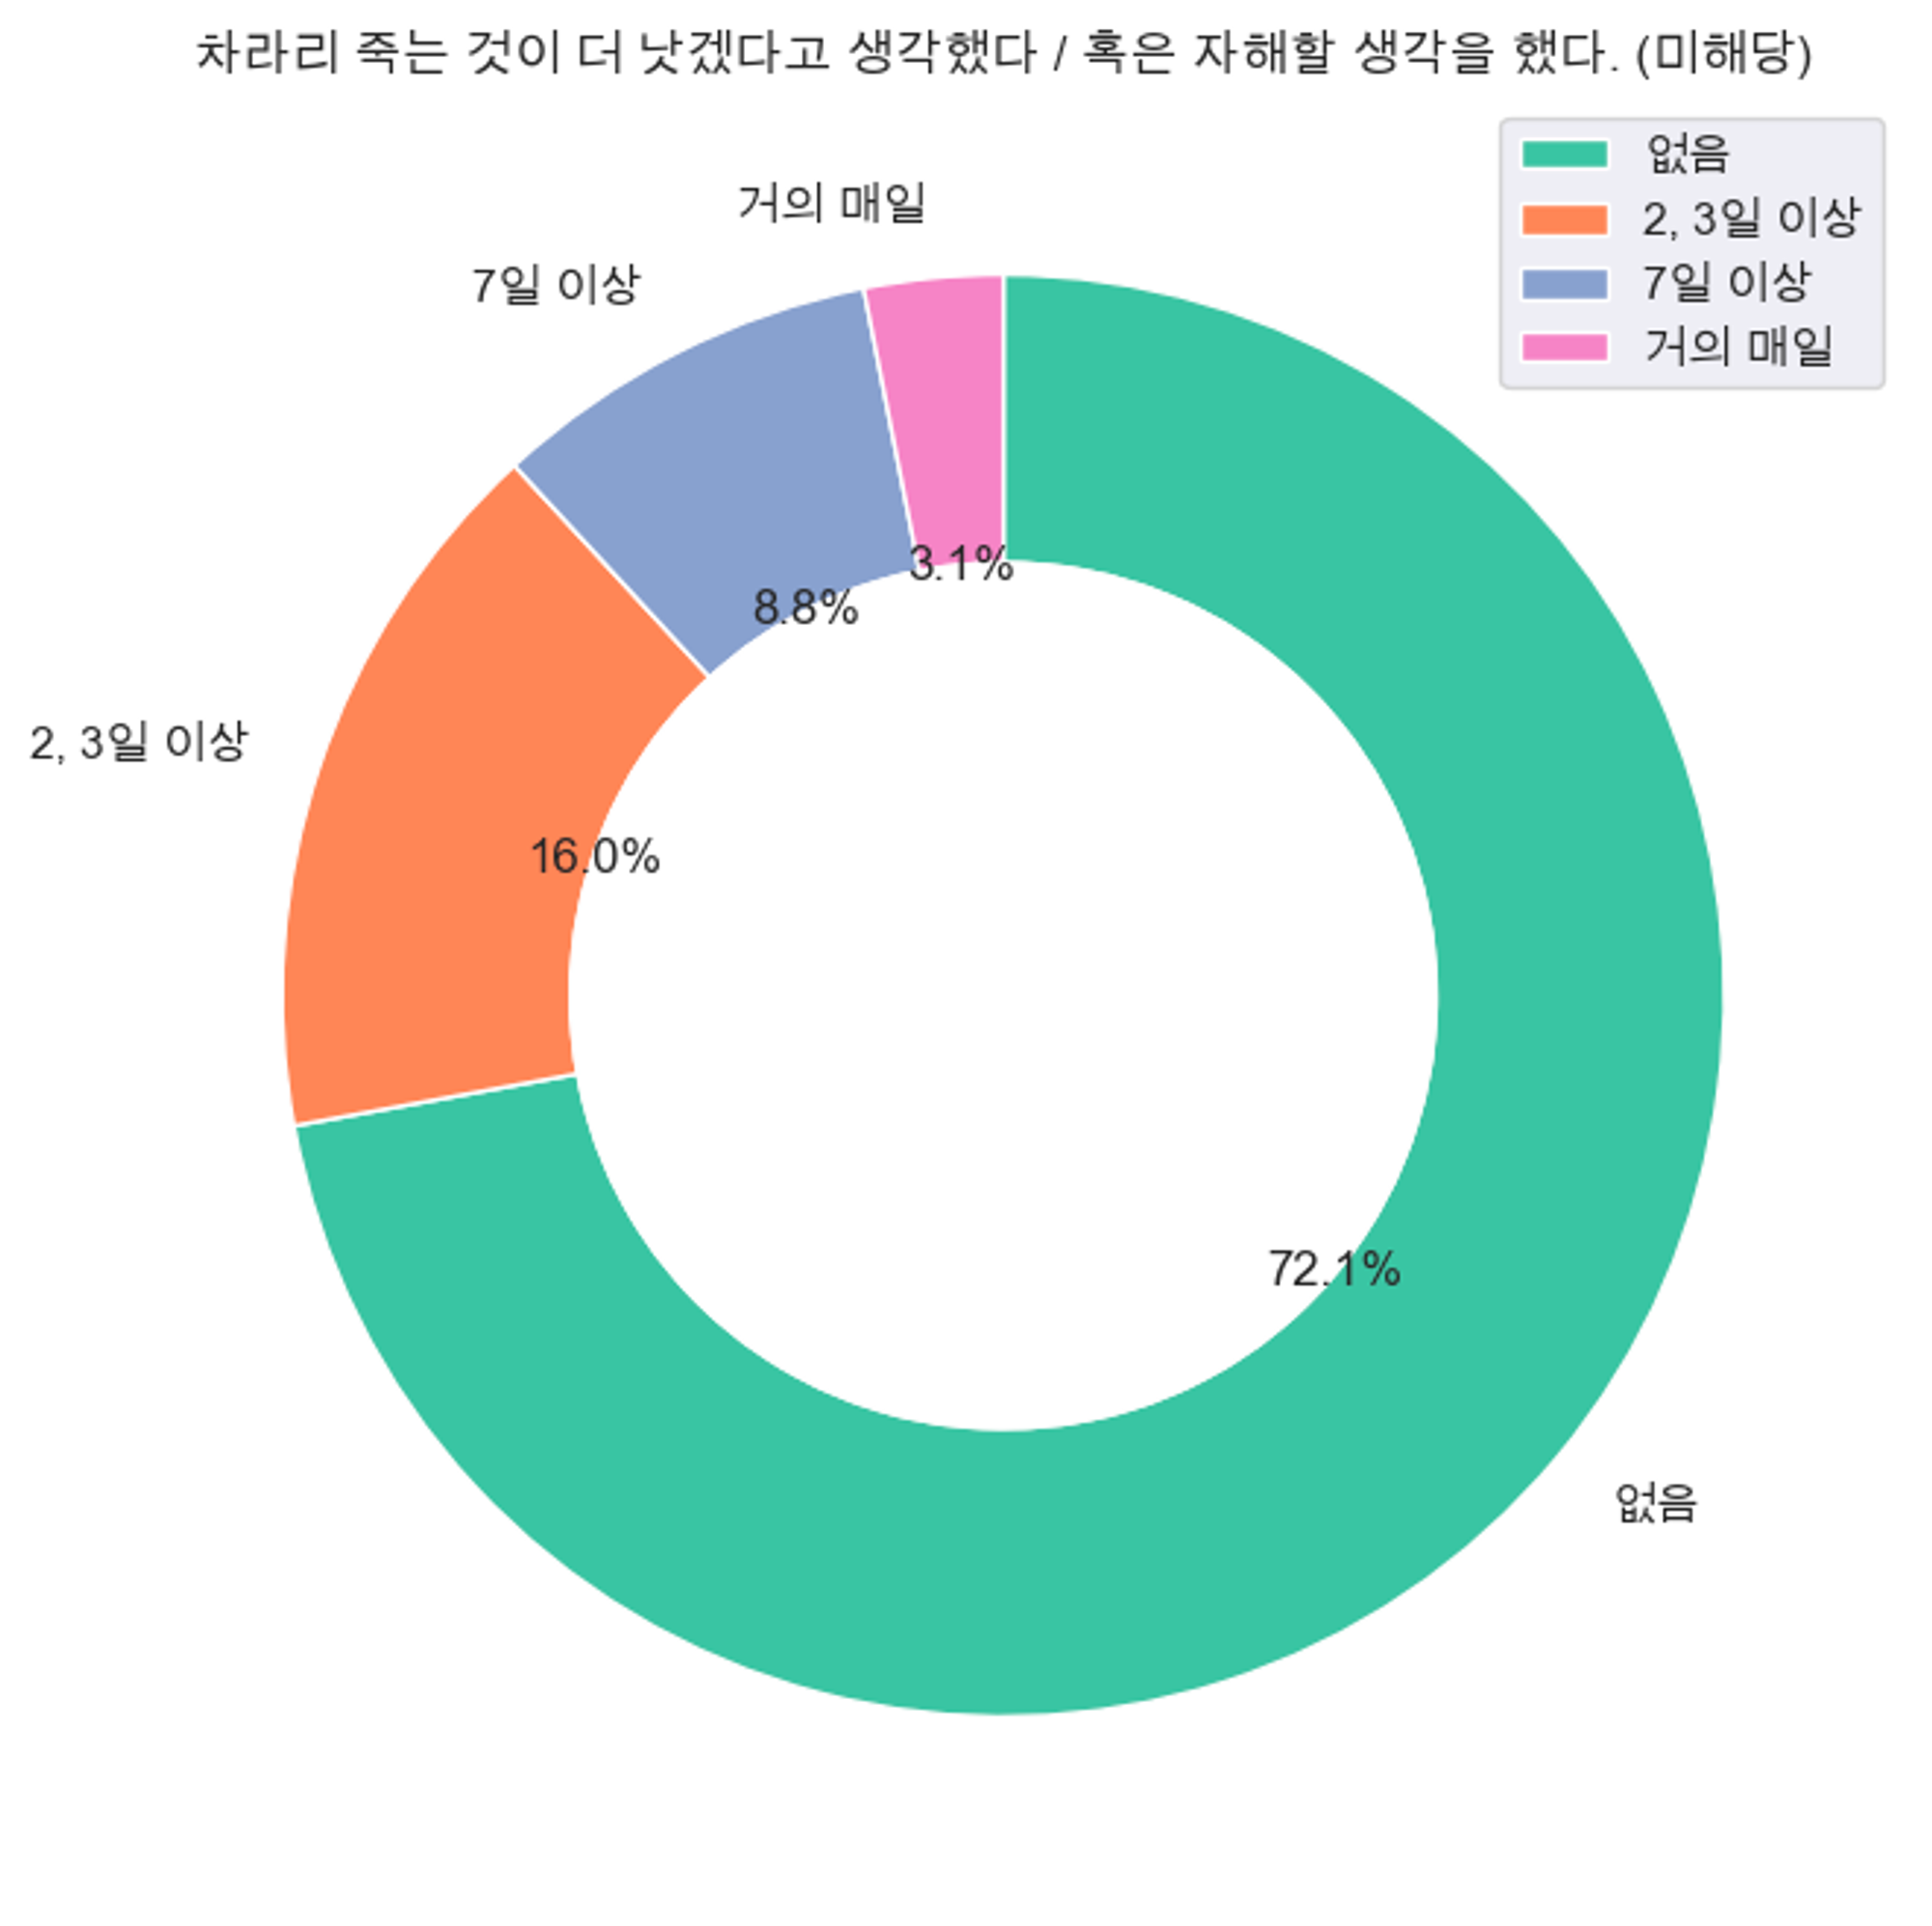 차라리 죽는 것이 더 낫겠다고 생각했다 / 혹은 자해할 생각을 했다. (미해당)
없음
2, 3일 이상
7일 이상
거의 매일
거의 매일
7일 이상
3.1%
8.8%
2, 3일 이상
16.0%
72.1%
없음